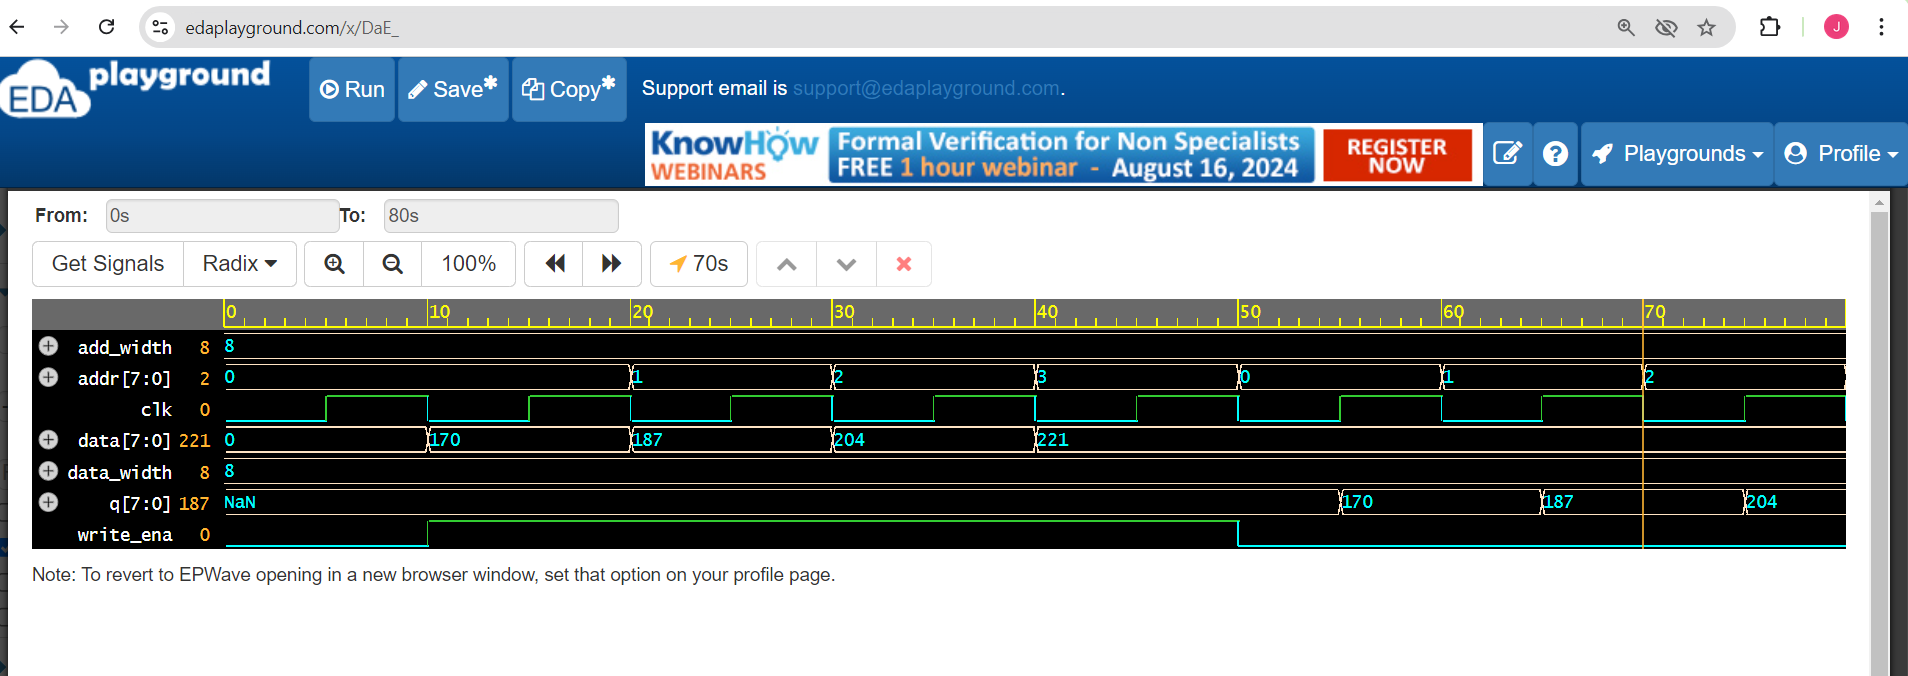 edaplayground.com/x/DaE_
J
EDA playground
Run
Save*
Copy*
Support email is support@edaplayground.com.
KnowHow WEBINARS
Formal Verification for Non Specialists
FREE 1 hour webinar - August 16, 2024
REGISTER NOW
?
Playgrounds
Profile
From: 0s To: 80s
Get Signals Radix 100% 70s
0 10 20 30 40 50 60 70
add_width 8 8
addr[7:0] 2 0 1 2 3 0 1 2
clk 0
data[7:0] 221 0 170 187 204 221
data_width 8 8
q[7:0] 187 NaN 170 187 204
write_ena 0
Note: To revert to EPWave opening in a new browser window, set that option on your profile page.